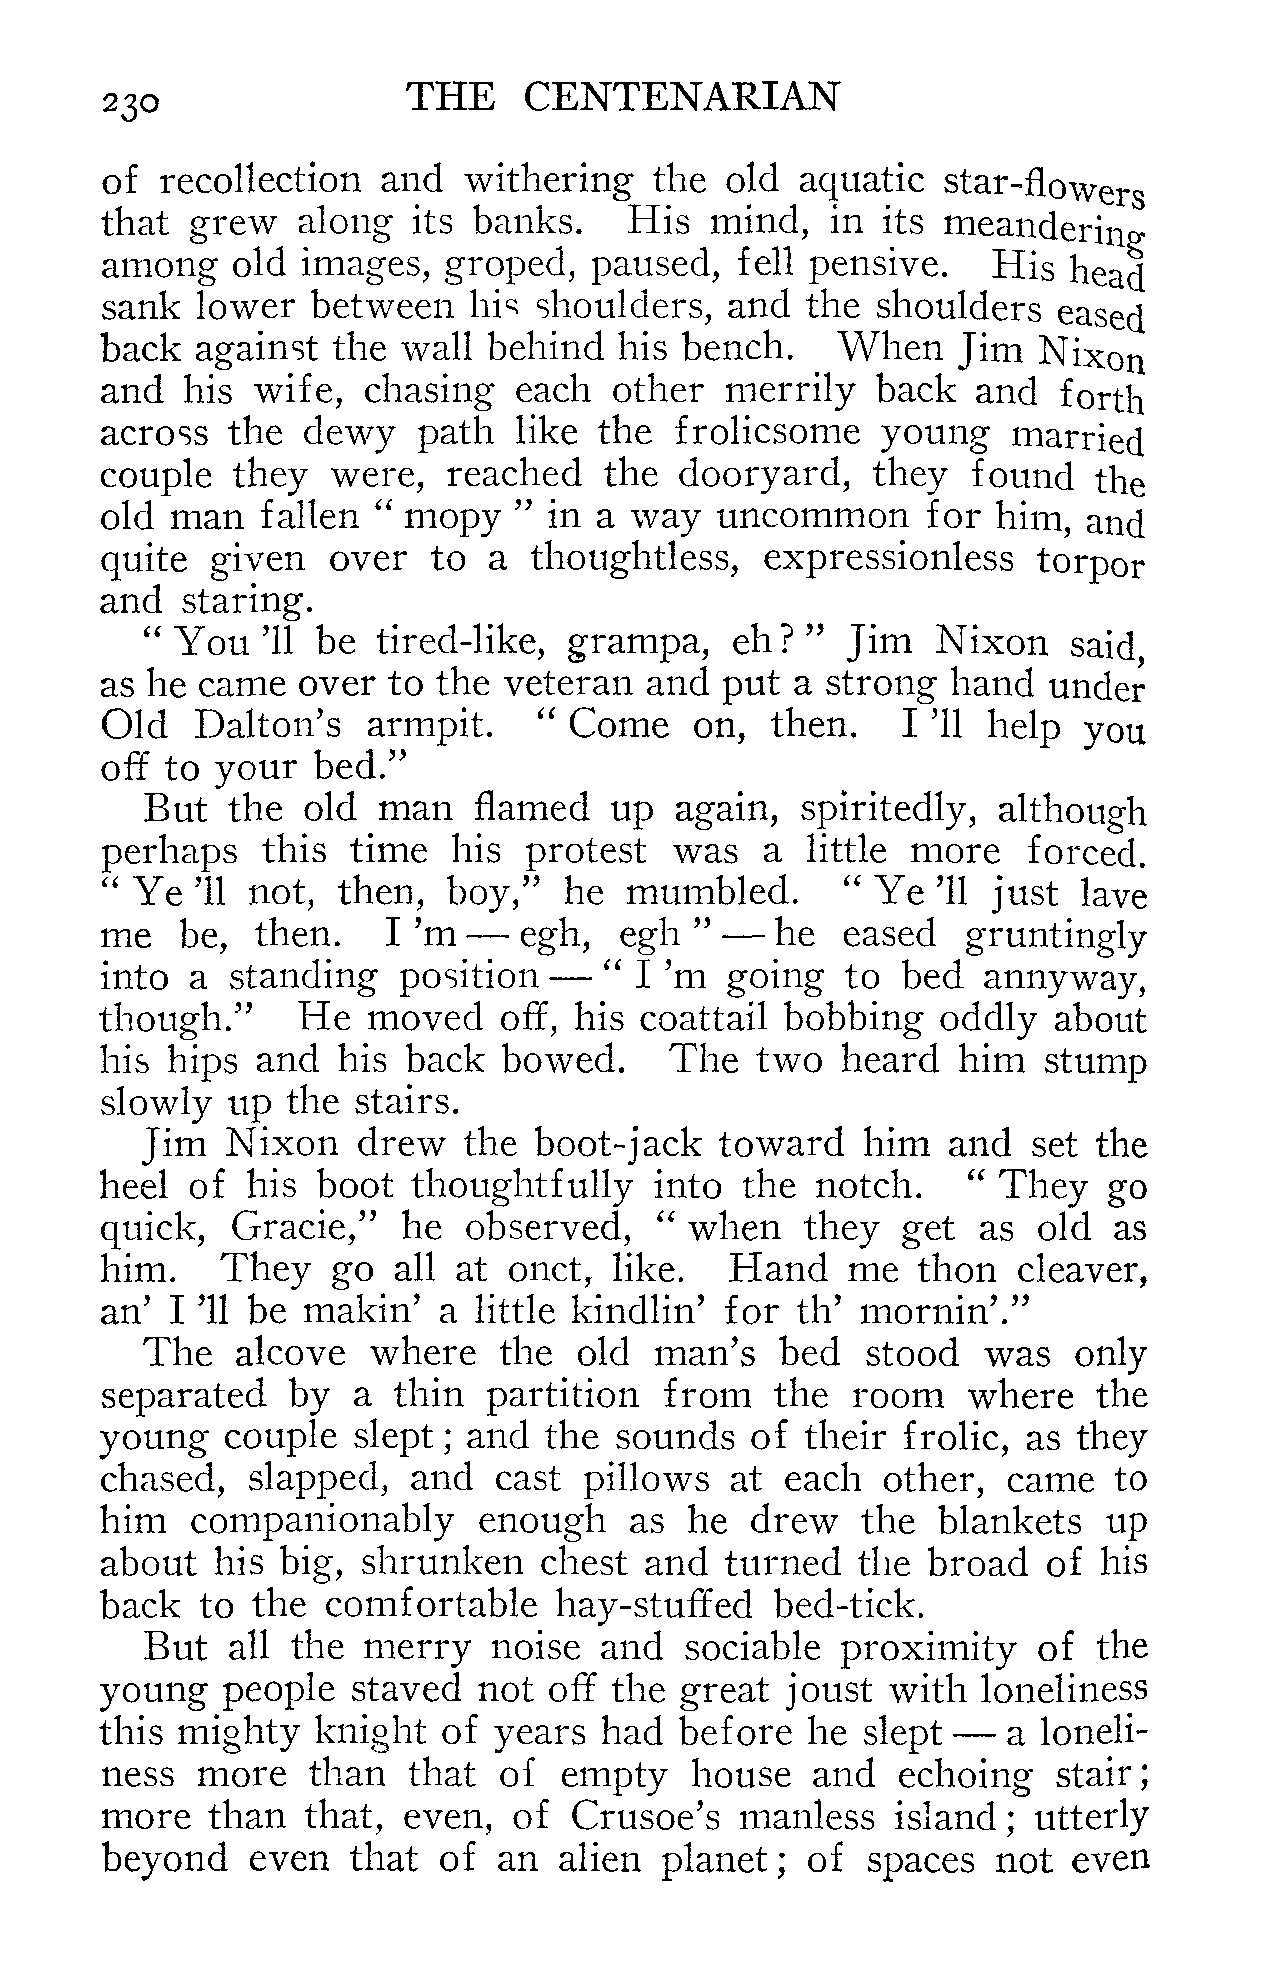 230 THE CENTENARIAN
of recollection and withering the old aquatic star-flowers
that grew along its banks. His mind, in its meandering
among old images, groped, paused, fell pensive. His head
sank lower between his shoulders, and the shoulders eased
back against the wall behind his bench. When Jim Nixon
and his wife, chasing each other merrily back and forth
across the dewy path like the frolicsome young married
couple they were, reached the dooryard, they found the
old man fallen “ mopy ” in a way uncommon for him, and
quite given over to a thoughtless, expressionless torpor
and staring.
“ You 'll be tired-like, grampa, eh? ” Jim Nixon said,
as he came over to the veteran and put a strong hand under
Old Dalton's armpit. “ Come on, then. I 'll help you
off to your bed.”
But the old man flamed up again, spiritedly, although
perhaps this time his protest was a little more forced.
“ Ye 'll not, then, boy,” he mumbled. “ Ye 'll just lave
me be, then. I 'm — egh, egh ” — he eased gruntingly
into a standing position — “ I 'm going to bed annyway,
though.” He moved off, his coattail bobbing oddly about
his hips and his back bowed. The two heard him stump
slowly up the stairs.
Jim Nixon drew the boot-jack toward him and set the
heel of his boot thoughtfully into the notch. “ They go
quick, Gracie,” he observed, “ when they get as old as
him. They go all at onct, like. Hand me thon cleaver,
an' I 'll be makin' a little kindlin' for th' mornin'.”
The alcove where the old man's bed stood was only
separated by a thin partition from the room where the
young couple slept ; and the sounds of their frolic, as they
chased, slapped, and cast pillows at each other, came to
him companionably enough as he drew the blankets up
about his big, shrunken chest and turned the broad of his
back to the comfortable hay-stuffed bed-tick.
But all the merry noise and sociable proximity of the
young people staved not off the great joust with loneliness
this mighty knight of years had before he slept — a loneli-
ness more than that of empty house and echoing stair ;
more than that, even, of Crusoe's manless island ; utterly
beyond even that of an alien planet ; of spaces not even